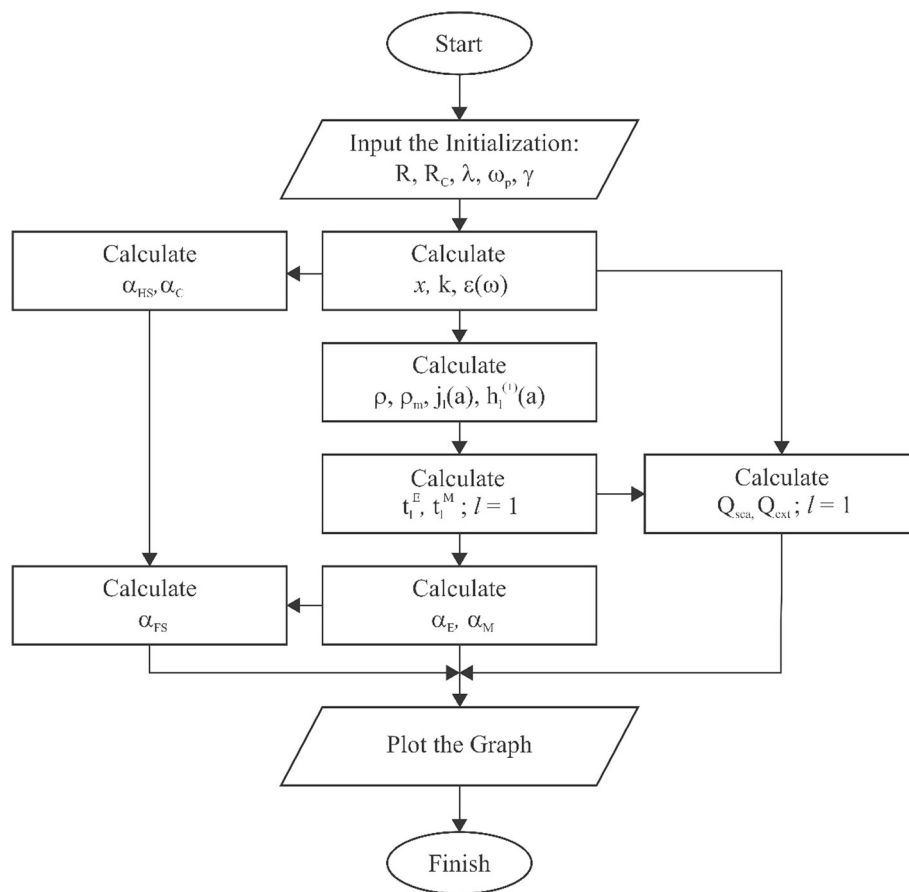 Start
Input the Initialization:
R, R_C, λ, ω_p, γ
Calculate
α_HS, α_C
Calculate
x, k, ε(ω)
Calculate
ρ, ρ_m, j_l(a), h_l^(1)(a)
Calculate
t_l^E, t_l^M ; l = 1
Calculate
Q_sca, Q_ext ; l = 1
Calculate
α_FS
Calculate
α_E, α_M
Plot the Graph
Finish